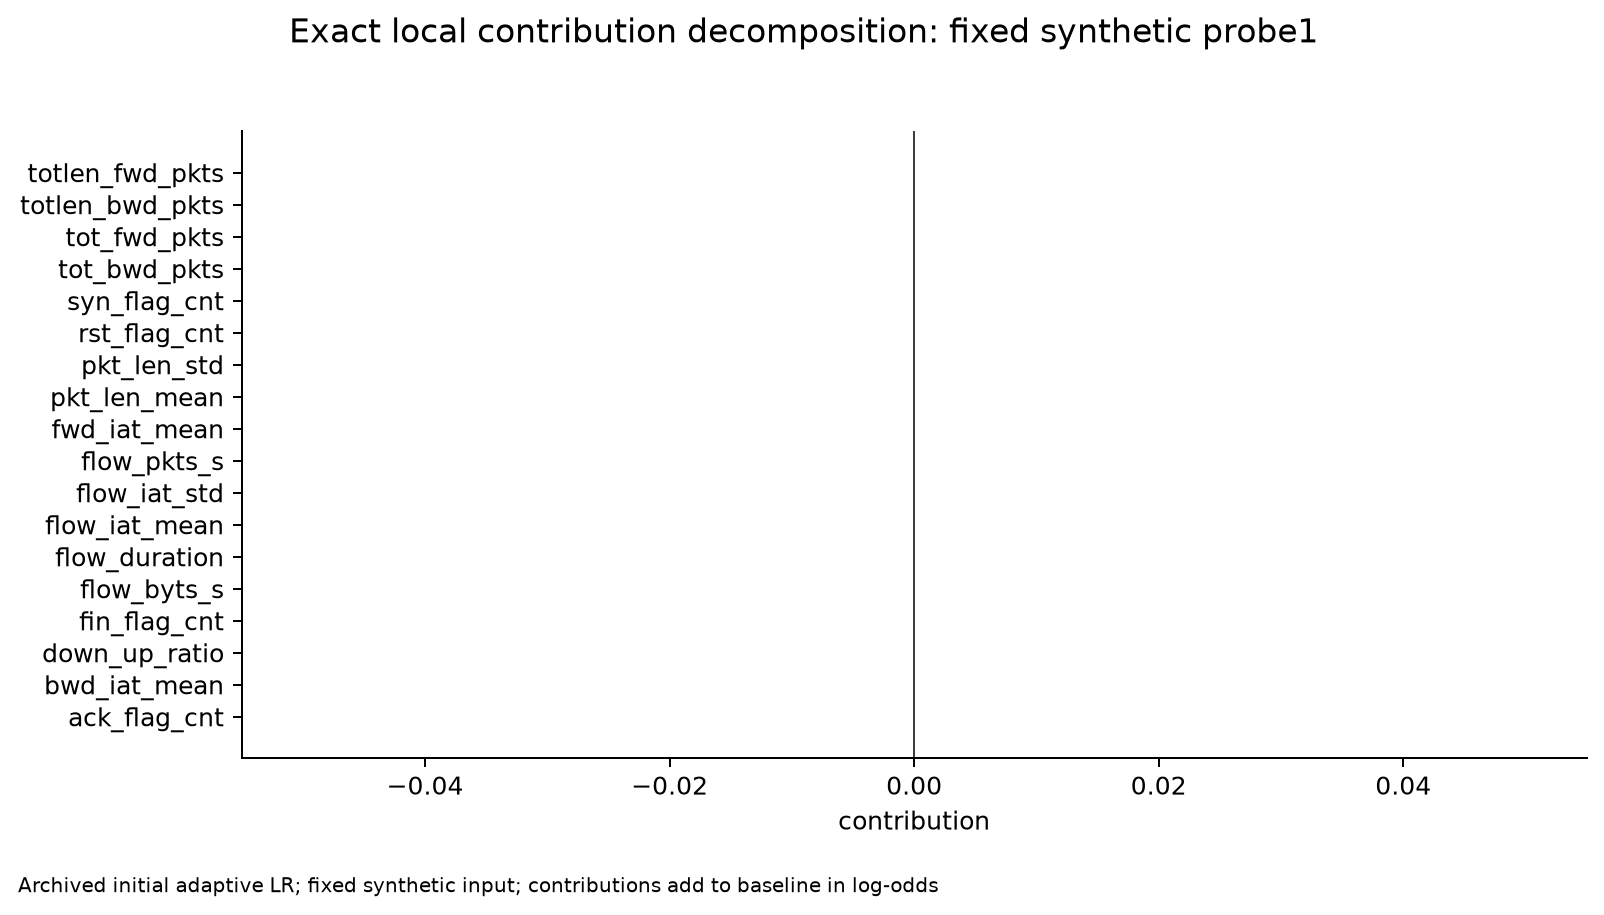 Exact local contribution decomposition: fixed synthetic probe1
totlen_fwd_pkts
totlen_bwd_pkts
tot_fwd_pkts
tot_bwd_pkts
syn_flag_cnt
rst_flag_cnt
pkt_len_std
pkt_len_mean
fwd_iat_mean
flow_pkts_s
flow_iat_std
flow_iat_mean
flow_duration
flow_byts_s
fin_flag_cnt
down_up_ratio
bwd_iat_mean
ack_flag_cnt
−0.04 −0.02 0.00 0.02 0.04
contribution
Archived initial adaptive LR; fixed synthetic input; contributions add to baseline in log-odds